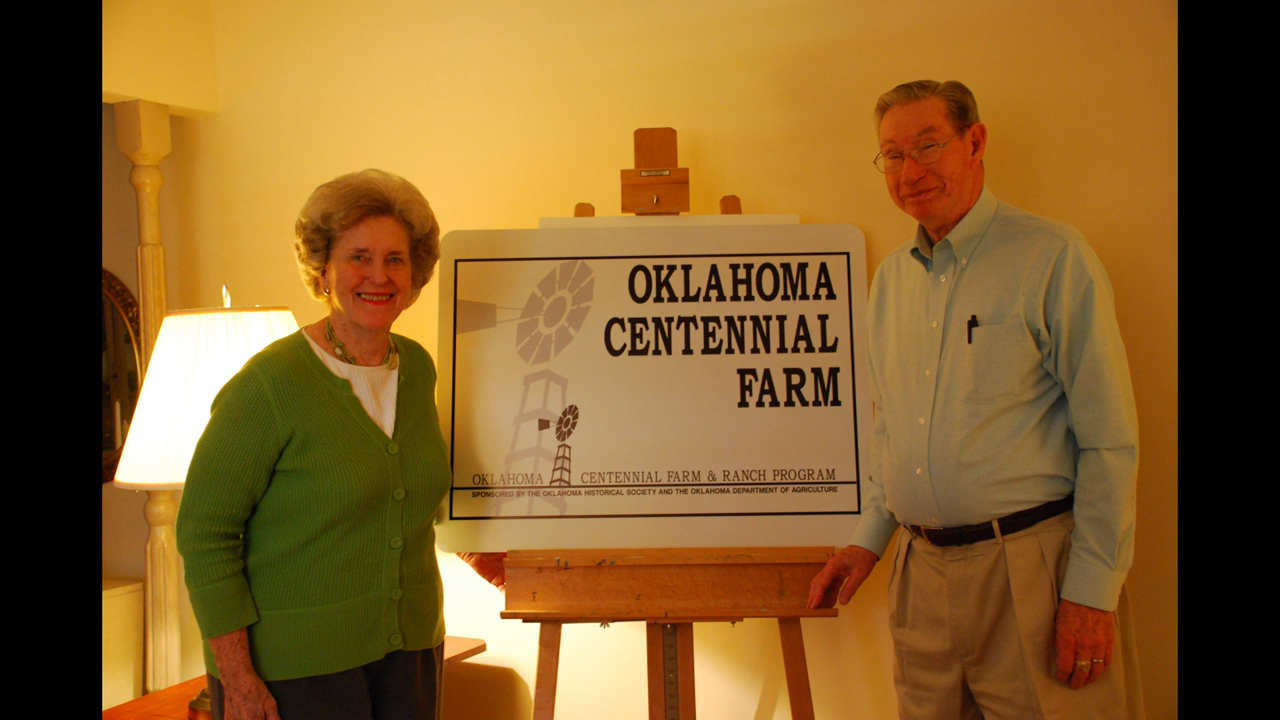 OKLAHOMA
CENTENNIAL
FARM
OKLAHOMA CENTENNIAL FARM & RANCH PROGRAM
SPONSORED BY THE OKLAHOMA HISTORICAL SOCIETY AND THE OKLAHOMA DEPARTMENT OF AGRICULTURE